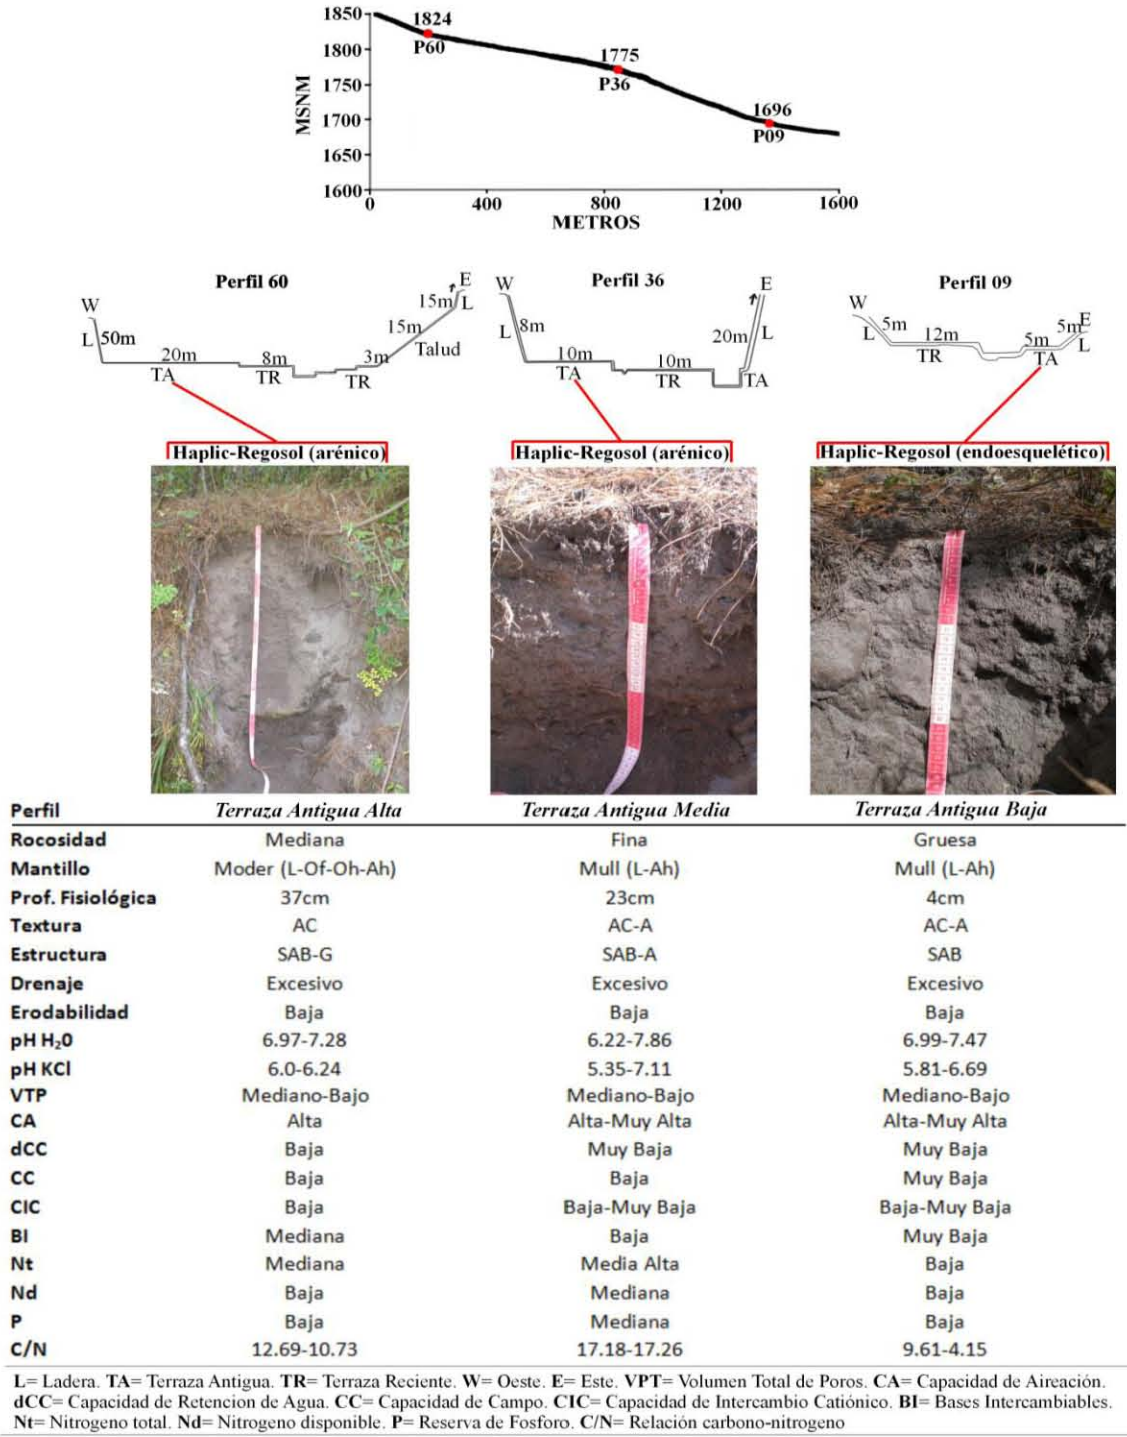 1850
1800
1750
1700
1650
1600
MSNM
1824
P60
1775
P36
1696
P09
0 400 800 1200 1600
METROS
Perfil 60 Perfil 36 Perfil 09
W L 50m 20m TA 8m TR 3m TR 15m Talud 15m L E
W L 8m 10m TA 10m TR 20m L TA E
W L 5m 12m TR 5m TA 5m L E
Haplic-Regosol (arénico) Haplic-Regosol (arénico) Haplic-Regosol (endoesquelético)
Perfil Terraza Antigua Alta Terraza Antigua Media Terraza Antigua Baja
Rocosidad Mediana Fina Gruesa
Mantillo Moder (L-Of-Oh-Ah) Mull (L-Ah) Mull (L-Ah)
Prof. Fisiológica 37cm 23cm 4cm
Textura AC AC-A AC-A
Estructura SAB-G SAB-A SAB
Drenaje Excesivo Excesivo Excesivo
Erodabilidad Baja Baja Baja
pH H₂0 6.97-7.28 6.22-7.86 6.99-7.47
pH KCl 6.0-6.24 5.35-7.11 5.81-6.69
VTP Mediano-Bajo Mediano-Bajo Mediano-Bajo
CA Alta Alta-Muy Alta Alta-Muy Alta
dCC Baja Muy Baja Muy Baja
CC Baja Baja Muy Baja
CIC Baja Baja-Muy Baja Baja-Muy Baja
BI Mediana Baja Muy Baja
Nt Mediana Media Alta Baja
Nd Baja Mediana Baja
P Baja Mediana Baja
C/N 12.69-10.73 17.18-17.26 9.61-4.15
L= Ladera. TA= Terraza Antigua. TR= Terraza Reciente. W= Oeste. E= Este. VPT= Volumen Total de Poros. CA= Capacidad de Aireación.
dCC= Capacidad de Retencion de Agua. CC= Capacidad de Campo. CIC= Capacidad de Intercambio Catiónico. BI= Bases Intercambiables.
Nt= Nitrogeno total. Nd= Nitrogeno disponible. P= Reserva de Fosforo. C/N= Relación carbono-nitrogeno